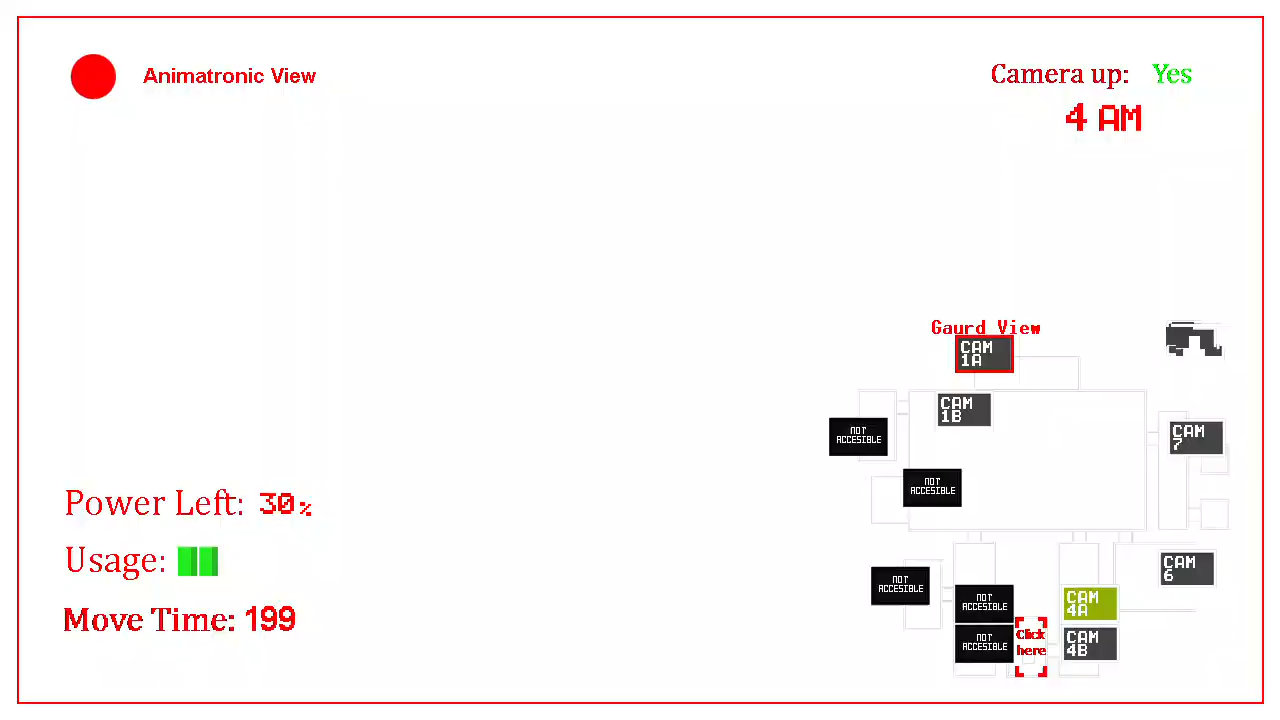 Animatronic View
Camera up: Yes
4 AM
Gaurd View
CAM
1A
CAM
1B
NOT
ACCESIBLE
CAM
7
NOT
ACCESIBLE
Power Left: 30%
Usage:
CAM
6
NOT
ACCESIBLE
NOT
ACCESIBLE
CAM
4A
Move Time: 199
NOT
ACCESIBLE
Click
here
CAM
4B